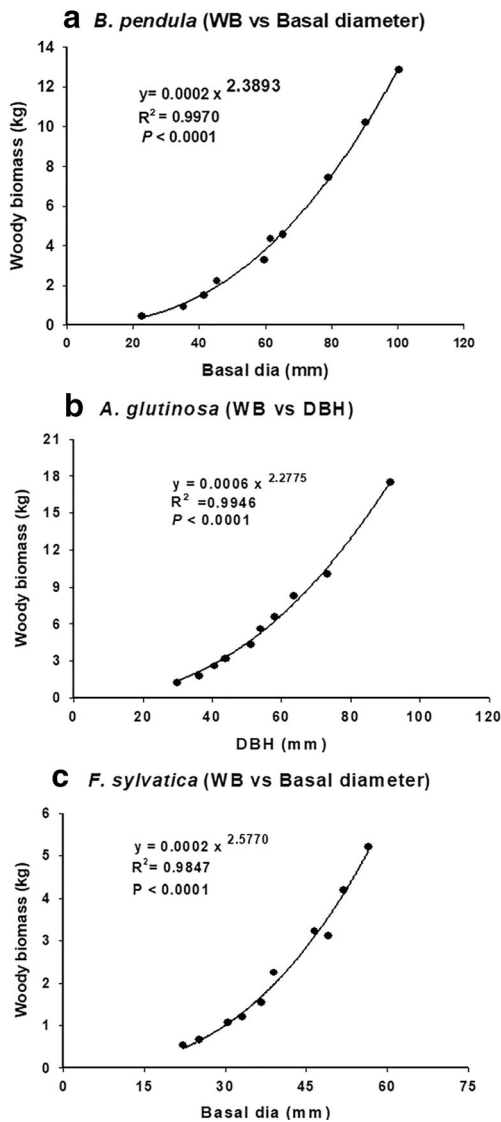 a B. pendula (WB vs Basal diameter)
14
12
10
8
6
4
2
0
Woody biomass (kg)
y= 0.0002 x 2.3893
R2 = 0.9970
P < 0.0001
0 20 40 60 80 100 120
Basal dia (mm)
b A. glutinosa (WB vs DBH)
21
18
15
12
9
6
3
0
Woody biomass (kg)
y = 0.0006 x 2.2775
R2 =0.9946
P < 0.0001
0 20 40 60 80 100 120
DBH (mm)
c F. sylvatica (WB vs Basal diameter)
6
5
4
3
2
1
0
Woody biomass (kg)
y = 0.0002 x 2.5770
R2= 0.9847
P < 0.0001
0 15 30 45 60 75
Basal dia (mm)